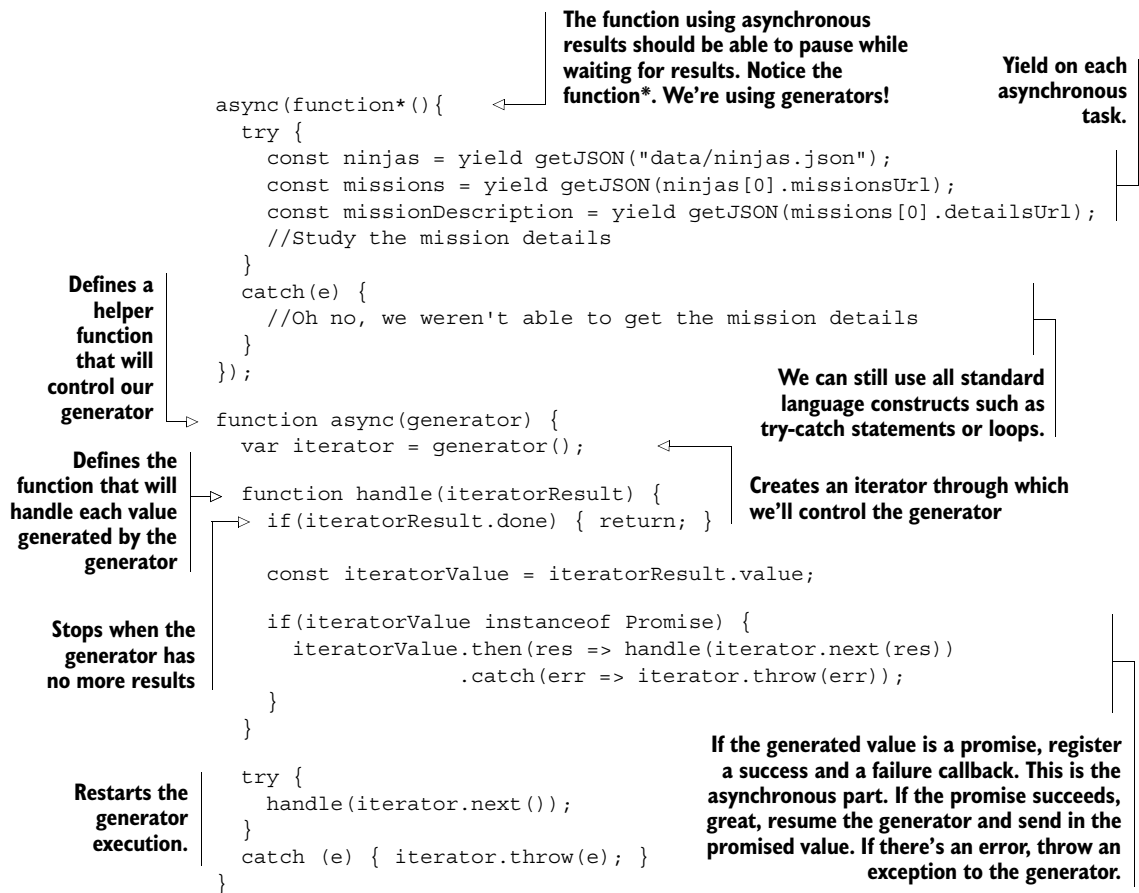 The function using asynchronous
results should be able to pause while
waiting for results. Notice the
function*. We're using generators!
Yield on each
asynchronous
task.
async(function*(){
try {
const ninjas = yield getJSON("data/ninjas.json");
const missions = yield getJSON(ninjas[0].missionsUrl);
const missionDescription = yield getJSON(missions[0].detailsUrl);
//Study the mission details
}
catch(e) {
//Oh no, we weren't able to get the mission details
}
});
We can still use all standard
language constructs such as
try-catch statements or loops.
Defines a
helper
function
that will
control our
generator
function async(generator) {
var iterator = generator();
Creates an iterator through which
we'll control the generator
Defines the
function that will
handle each value
generated by the
generator
function handle(iteratorResult) {
if(iteratorResult.done) { return; }
Stops when the
generator has
no more results
const iteratorValue = iteratorResult.value;
if(iteratorValue instanceof Promise) {
iteratorValue.then(res => handle(iterator.next(res))
.catch(err => iterator.throw(err));
}
}
If the generated value is a promise, register
a success and a failure callback. This is the
asynchronous part. If the promise succeeds,
great, resume the generator and send in the
promised value. If there's an error, throw an
exception to the generator.
Restarts the
generator
execution.
try {
handle(iterator.next());
}
catch (e) { iterator.throw(e); }
}